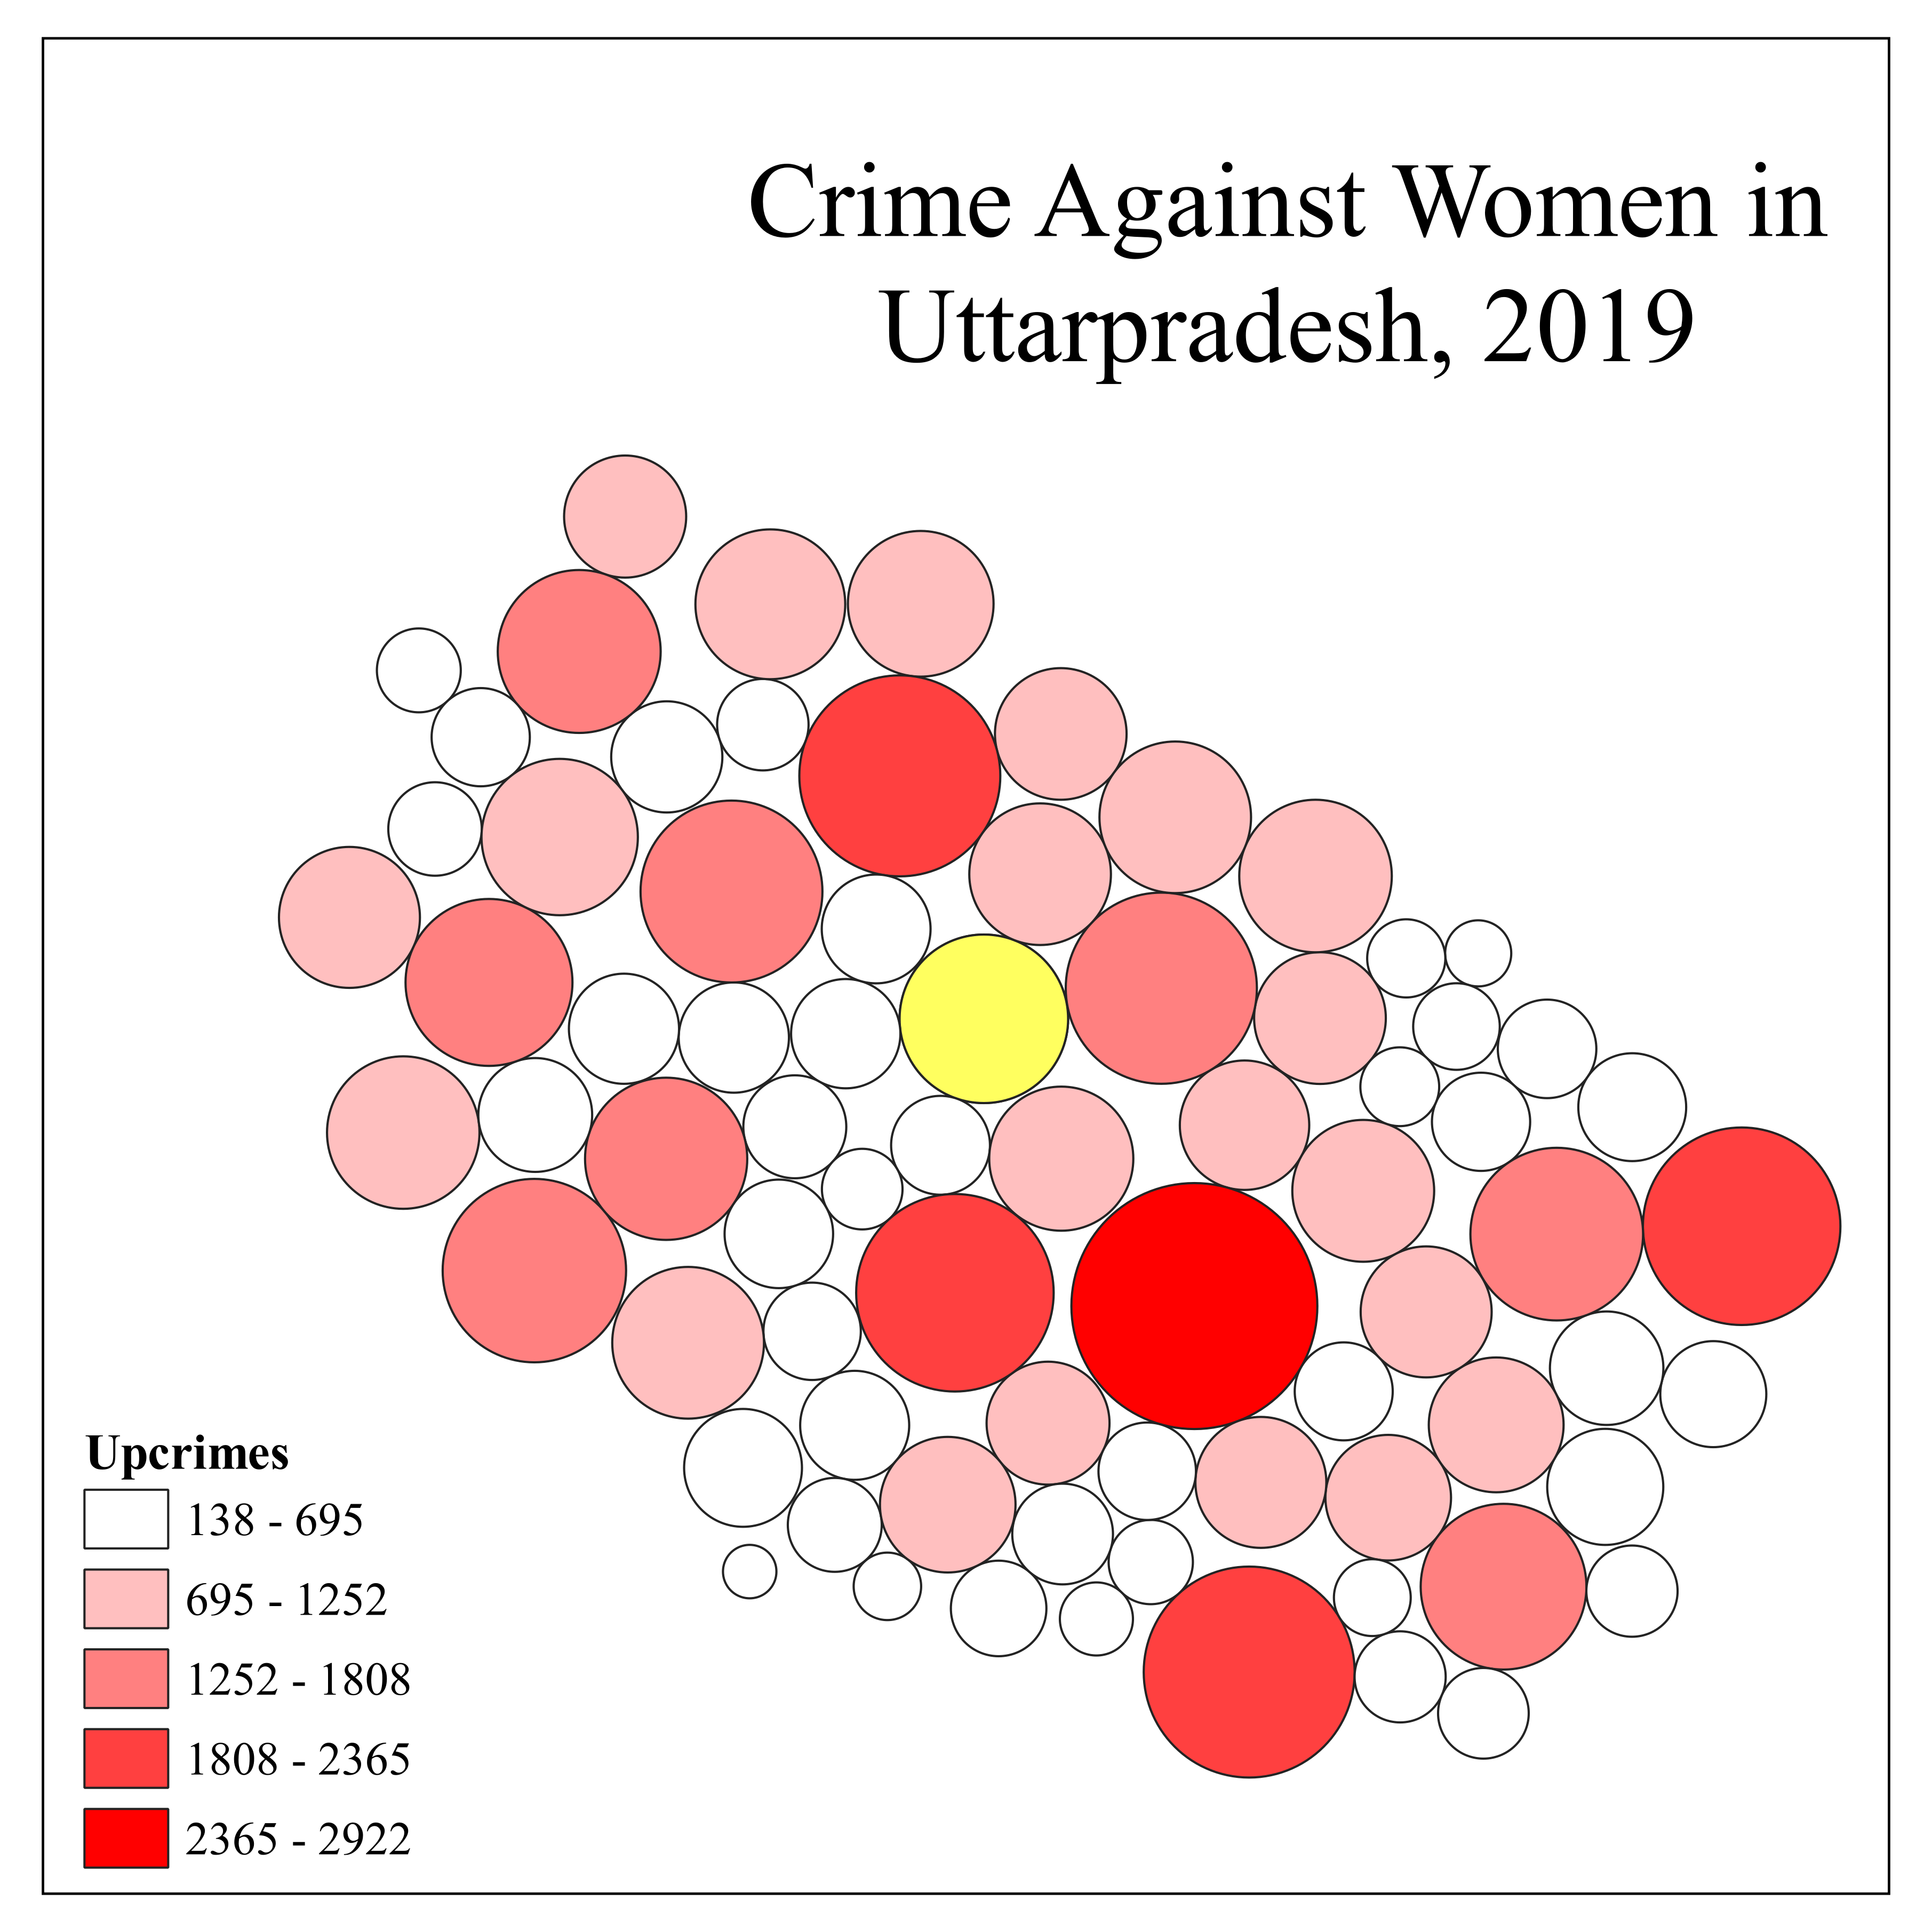 Crime Against Women in
Uttarpradesh, 2019
Upcrimes
138 - 695
695 - 1252
1252 - 1808
1808 - 2365
2365 - 2922